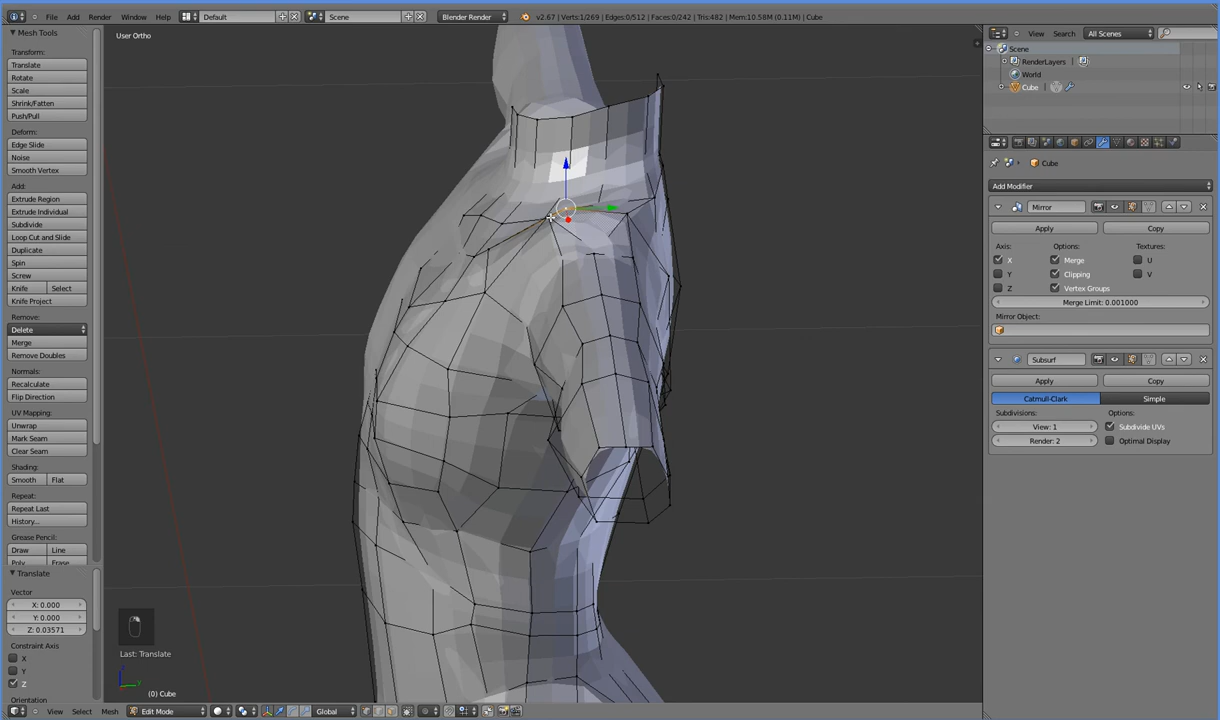 File Add Render Window Help Default Scene Blender Render v2.67 | Verts:1/269 | Edges:0/512 | Faces:0/242 | Tris:482 | Mem:10.58M (0.11M) | Cube
Mesh Tools
Transform:
Translate
Rotate
Scale
Shrink/Fatten
Push/Pull
Deform:
Edge Slide
Noise
Smooth Vertex
Add:
Extrude Region
Extrude Individual
Subdivide
Loop Cut and Slide
Duplicate
Spin
Screw
Knife Select
Knife Project
Remove:
Delete
Merge
Remove Doubles
Normals:
Recalculate
Flip Direction
UV Mapping:
Unwrap
Mark Seam
Clear Seam
Shading:
Smooth Flat
Repeat:
Repeat Last
History...
Grease Pencil:
Draw Line
Poly Erase
Translate
Vector
X: 0.000
Y: 0.000
Z: 0.03571
Constraint Axis
X
Y
Z
Orientation
User Ortho
Last: Translate
(0) Cube
View Select Mesh Edit Mode Global
View Search All Scenes
Scene
RenderLayers |
World
Cube |
Cube
Add Modifier
Mirror
Apply Copy
Axis: Options: Textures:
X Merge U
Y Clipping V
Z Vertex Groups
Merge Limit: 0.001000
Mirror Object:
Subsurf
Apply Copy
Catmull-Clark Simple
Subdivisions: Options:
View: 1 Subdivide UVs
Render: 2 Optimal Display